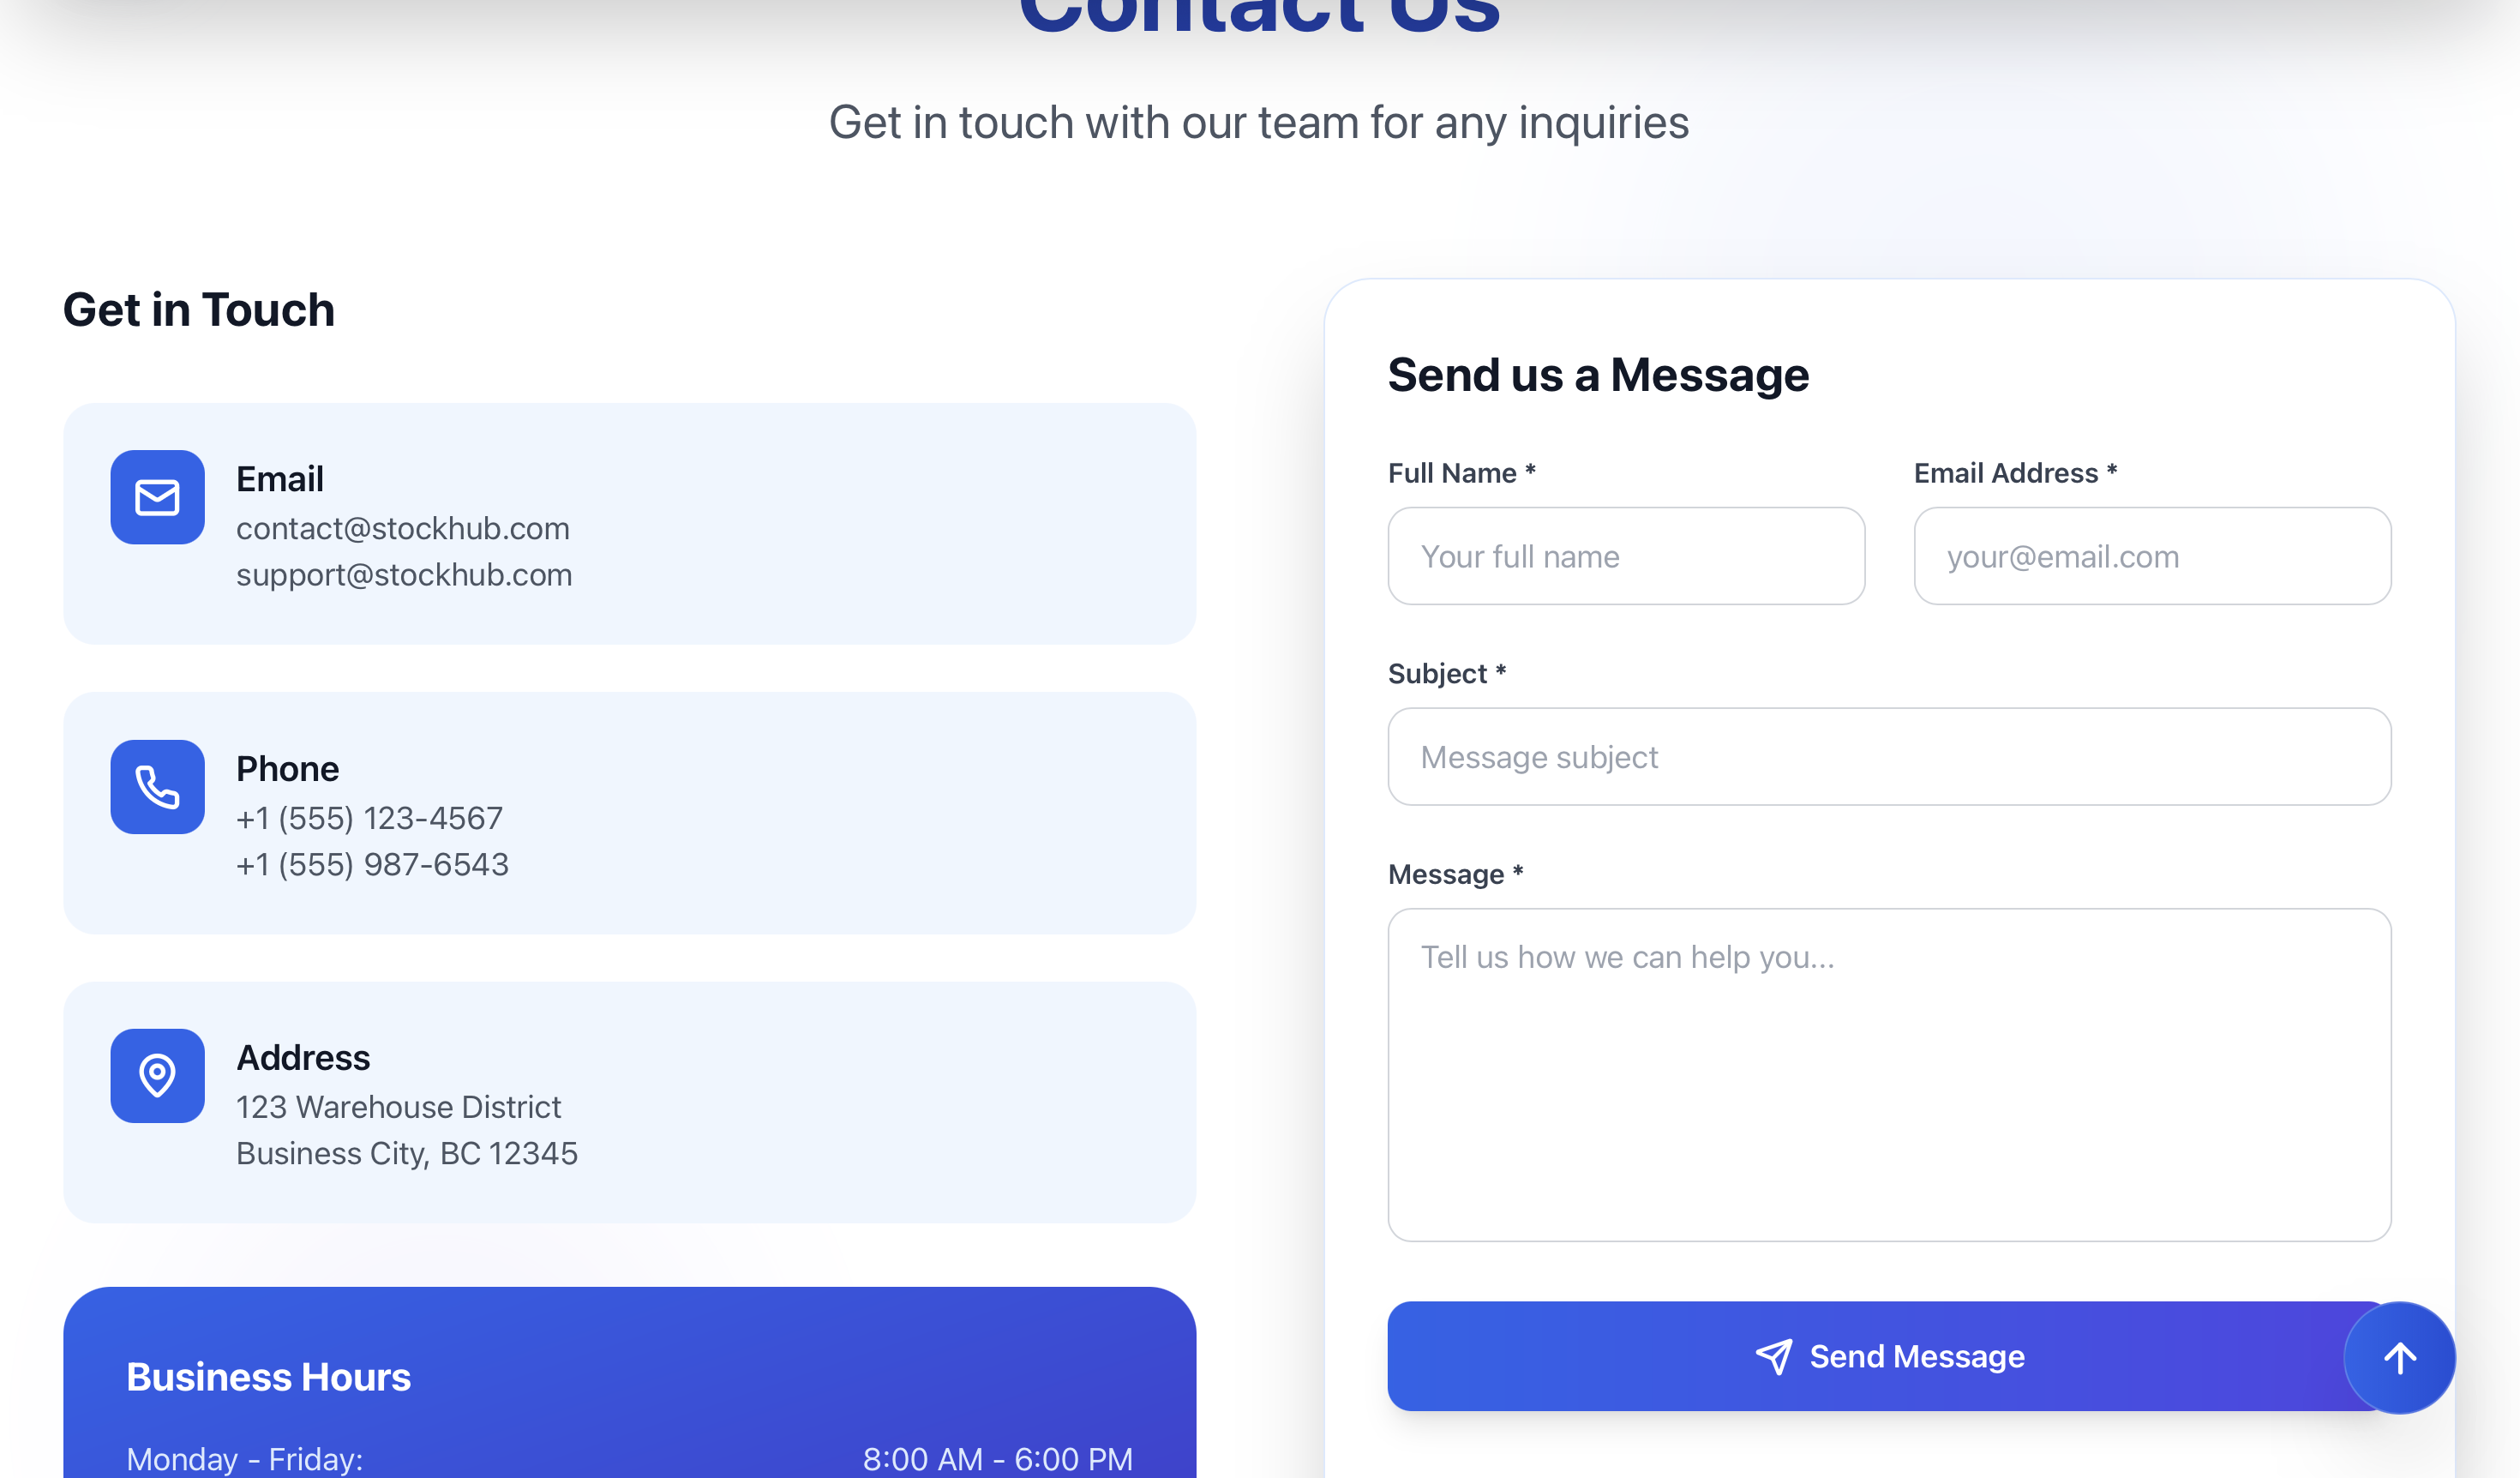 Contact Us
Get in touch with our team for any inquiries
Get in Touch
Email
contact@stockhub.com
support@stockhub.com
Phone
+1 (555) 123-4567
+1 (555) 987-6543
Address
123 Warehouse District
Business City, BC 12345
Business Hours
Monday - Friday: 8:00 AM - 6:00 PM
Send us a Message
Full Name *
Your full name
Email Address *
your@email.com
Subject *
Message subject
Message *
Tell us how we can help you...
Send Message